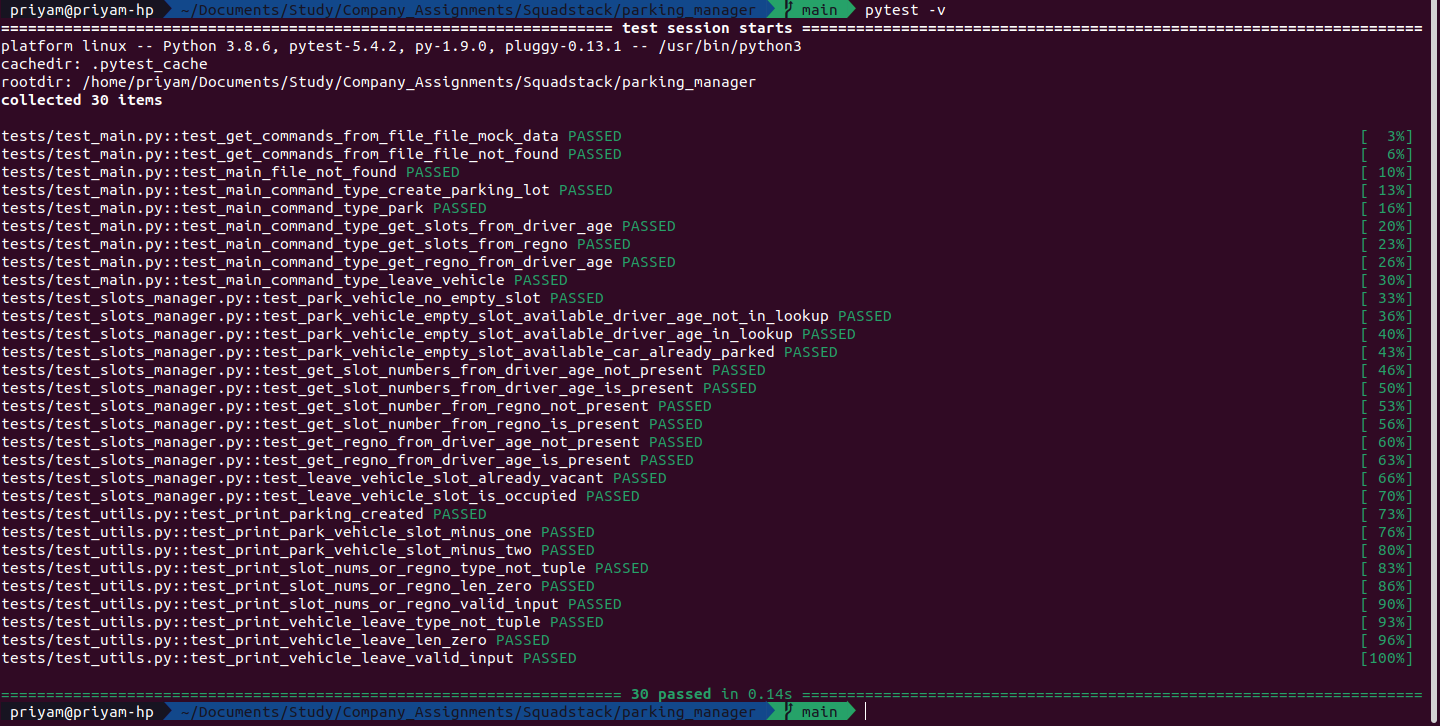 priyam@priyam-hp ~/Documents/Study/Company_Assignments/Squadstack/parking_manager main pytest -v
============================================================================= test session starts =============================================================================
platform linux -- Python 3.8.6, pytest-5.4.2, py-1.9.0, pluggy-0.13.1 -- /usr/bin/python3
cachedir: .pytest_cache
rootdir: /home/priyam/Documents/Study/Company_Assignments/Squadstack/parking_manager
collected 30 items
tests/test_main.py::test_get_commands_from_file_file_mock_data PASSED [  3%]
tests/test_main.py::test_get_commands_from_file_file_not_found PASSED [  6%]
tests/test_main.py::test_main_file_not_found PASSED [ 10%]
tests/test_main.py::test_main_command_type_create_parking_lot PASSED [ 13%]
tests/test_main.py::test_main_command_type_park PASSED [ 16%]
tests/test_main.py::test_main_command_type_get_slots_from_driver_age PASSED [ 20%]
tests/test_main.py::test_main_command_type_get_slots_from_regno PASSED [ 23%]
tests/test_main.py::test_main_command_type_get_regno_from_driver_age PASSED [ 26%]
tests/test_main.py::test_main_command_type_leave_vehicle PASSED [ 30%]
tests/test_slots_manager.py::test_park_vehicle_no_empty_slot PASSED [ 33%]
tests/test_slots_manager.py::test_park_vehicle_empty_slot_available_driver_age_not_in_lookup PASSED [ 36%]
tests/test_slots_manager.py::test_park_vehicle_empty_slot_available_driver_age_in_lookup PASSED [ 40%]
tests/test_slots_manager.py::test_park_vehicle_empty_slot_available_car_already_parked PASSED [ 43%]
tests/test_slots_manager.py::test_get_slot_numbers_from_driver_age_not_present PASSED [ 46%]
tests/test_slots_manager.py::test_get_slot_numbers_from_driver_age_is_present PASSED [ 50%]
tests/test_slots_manager.py::test_get_slot_number_from_regno_not_present PASSED [ 53%]
tests/test_slots_manager.py::test_get_slot_number_from_regno_is_present PASSED [ 56%]
tests/test_slots_manager.py::test_get_regno_from_driver_age_not_present PASSED [ 60%]
tests/test_slots_manager.py::test_get_regno_from_driver_age_is_present PASSED [ 63%]
tests/test_slots_manager.py::test_leave_vehicle_slot_already_vacant PASSED [ 66%]
tests/test_slots_manager.py::test_leave_vehicle_slot_is_occupied PASSED [ 70%]
tests/test_utils.py::test_print_parking_created PASSED [ 73%]
tests/test_utils.py::test_print_park_vehicle_slot_minus_one PASSED [ 76%]
tests/test_utils.py::test_print_park_vehicle_slot_minus_two PASSED [ 80%]
tests/test_utils.py::test_print_slot_nums_or_regno_type_not_tuple PASSED [ 83%]
tests/test_utils.py::test_print_slot_nums_or_regno_len_zero PASSED [ 86%]
tests/test_utils.py::test_print_slot_nums_or_regno_valid_input PASSED [ 90%]
tests/test_utils.py::test_print_vehicle_leave_type_not_tuple PASSED [ 93%]
tests/test_utils.py::test_print_vehicle_leave_len_zero PASSED [ 96%]
tests/test_utils.py::test_print_vehicle_leave_valid_input PASSED [100%]
============================================================================= 30 passed in 0.14s =============================================================================
priyam@priyam-hp ~/Documents/Study/Company_Assignments/Squadstack/parking_manager main